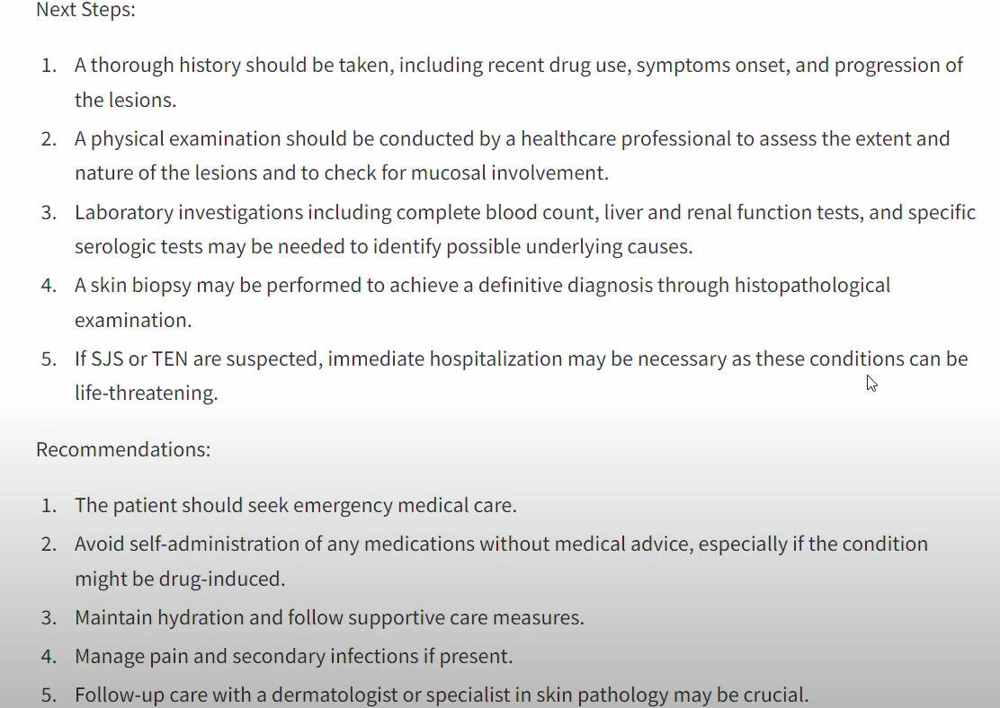 Next Steps:
1. A thorough history should be taken, including recent drug use, symptoms onset, and progression of
the lesions.
2. A physical examination should be conducted by a healthcare professional to assess the extent and
nature of the lesions and to check for mucosal involvement.
3. Laboratory investigations including complete blood count, liver and renal function tests, and specific
serologic tests may be needed to identify possible underlying causes.
4. A skin biopsy may be performed to achieve a definitive diagnosis through histopathological
examination.
5. If SJS or TEN are suspected, immediate hospitalization may be necessary as these conditions can be
life-threatening.
Recommendations:
1. The patient should seek emergency medical care.
2. Avoid self-administration of any medications without medical advice, especially if the condition
might be drug-induced.
3. Maintain hydration and follow supportive care measures.
4. Manage pain and secondary infections if present.
5. Follow-up care with a dermatologist or specialist in skin pathology may be crucial.